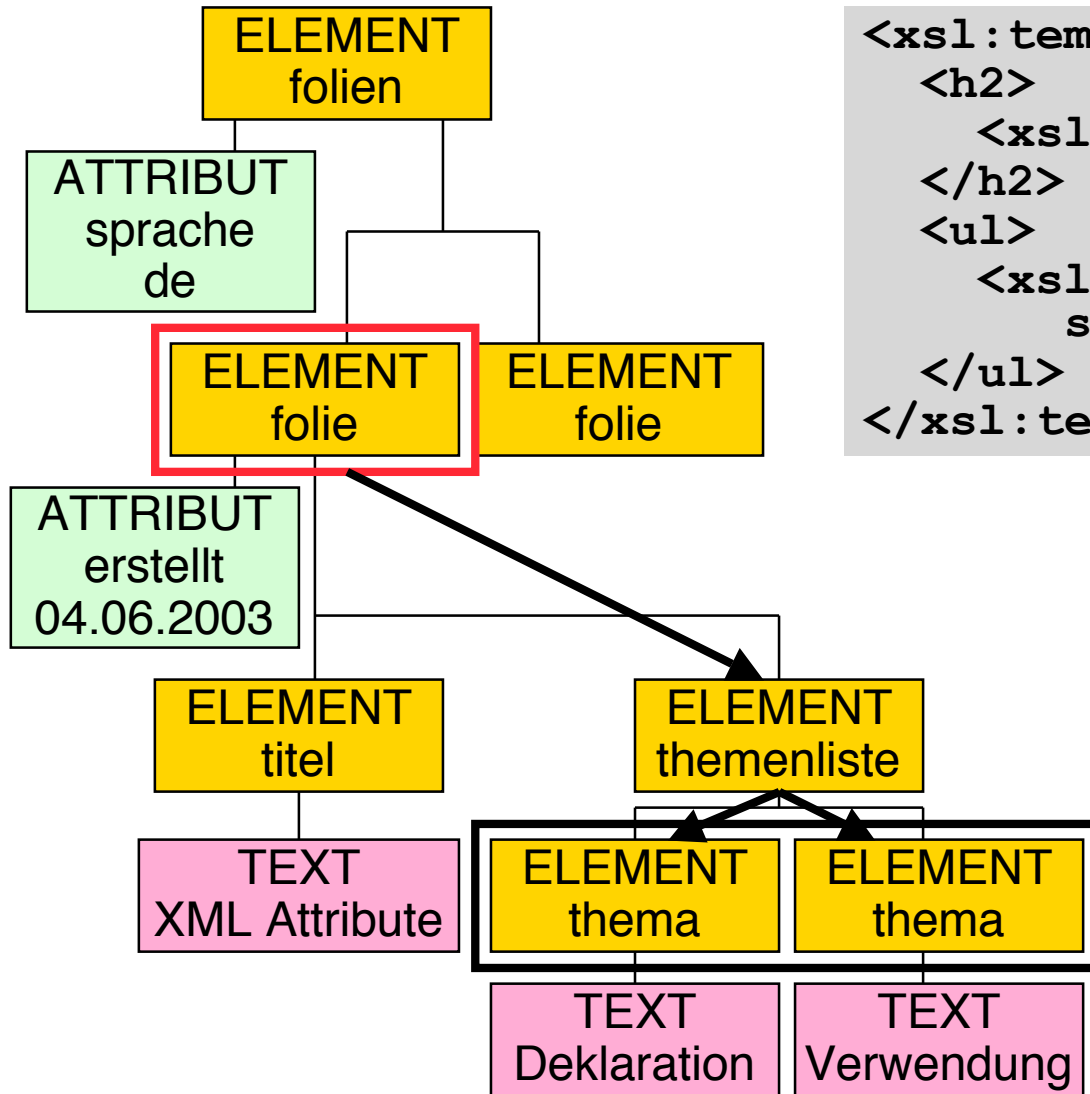 ELEMENT
folien
ATTRIBUT
sprache
de
ELEMENT
folie
ELEMENT
folie
ATTRIBUT
erstellt
04.06.2003
ELEMENT
titel
ELEMENT
themenliste
TEXT
XML Attribute
ELEMENT
thema
ELEMENT
thema
TEXT
Deklaration
TEXT
Verwendung
<xsl:tem
<h2>
<xsl
</h2>
<ul>
<xsl
s
</ul>
</xsl:te